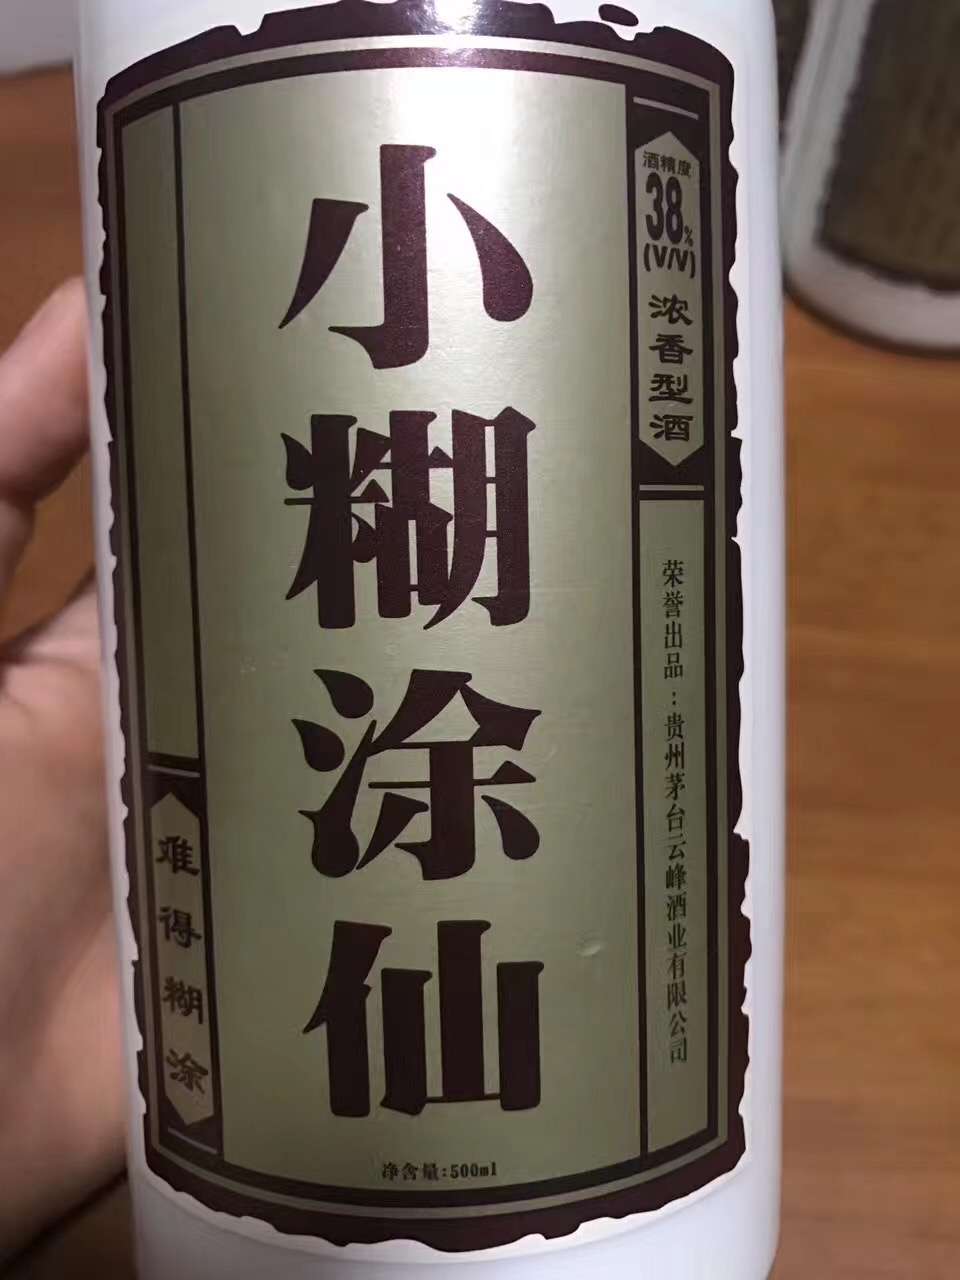 酒精度
38%
(V/V)
浓香型酒
荣誉出品:贵州茅台云峰酒业有限公司
小糊涂仙
难得糊涂
净含量:500ml